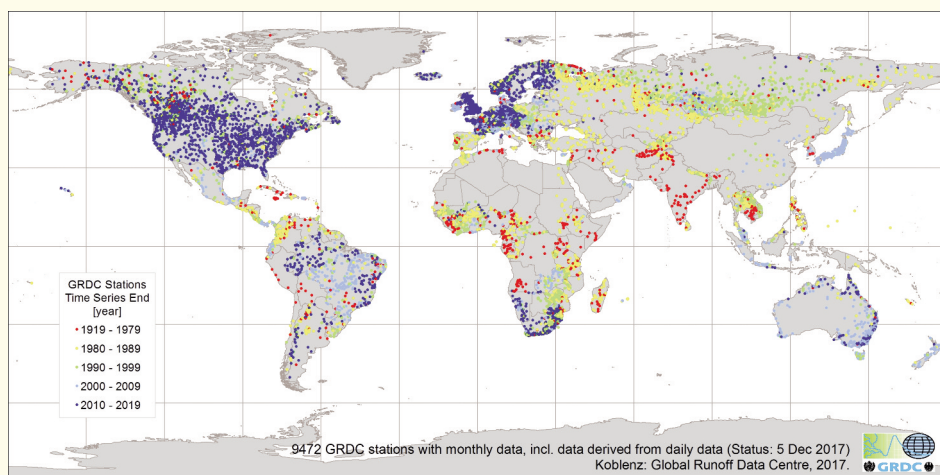 GRDC Stations
Time Series End
[year]
1919 - 1979
1980 - 1989
1990 - 1999
2000 - 2009
2010 - 2019
9472 GRDC stations with monthly data, incl. data derived from daily data (Status: 5 Dec 2017)
Koblenz: Global Runoff Data Centre, 2017.
GRDC